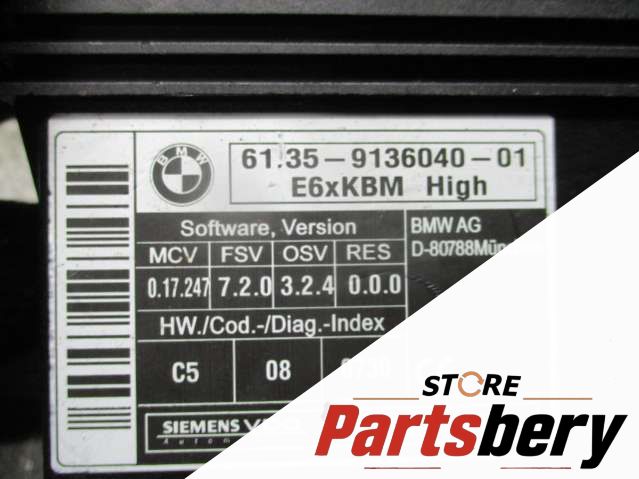 BMW
61.35-9136040-01
E6xKBM High
Software, Version
BMW AG
MCV FSV OSV RES
D-80788
0.17.247 7.2.0 3.2.4 0.0.0
HW./Cod.-/Diag.-Index
C5 08
SIEMENS
STORE
Partsbery